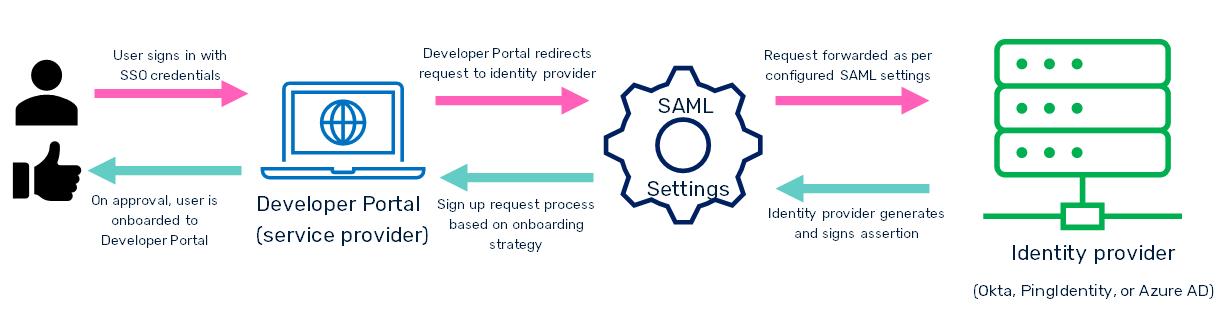 User signs in with
SSO credentials
Developer Portal redirects
request to identity provider
Request forwarded as per
configured SAML settings
SAML
Settings
Developer Portal
(service provider)
On approval, user is
onboarded to
Developer Portal
Sign up request process
based on onboarding
strategy
Identity provider generates
and signs assertion
Identity provider
(Okta, PingIdentity, or Azure AD)